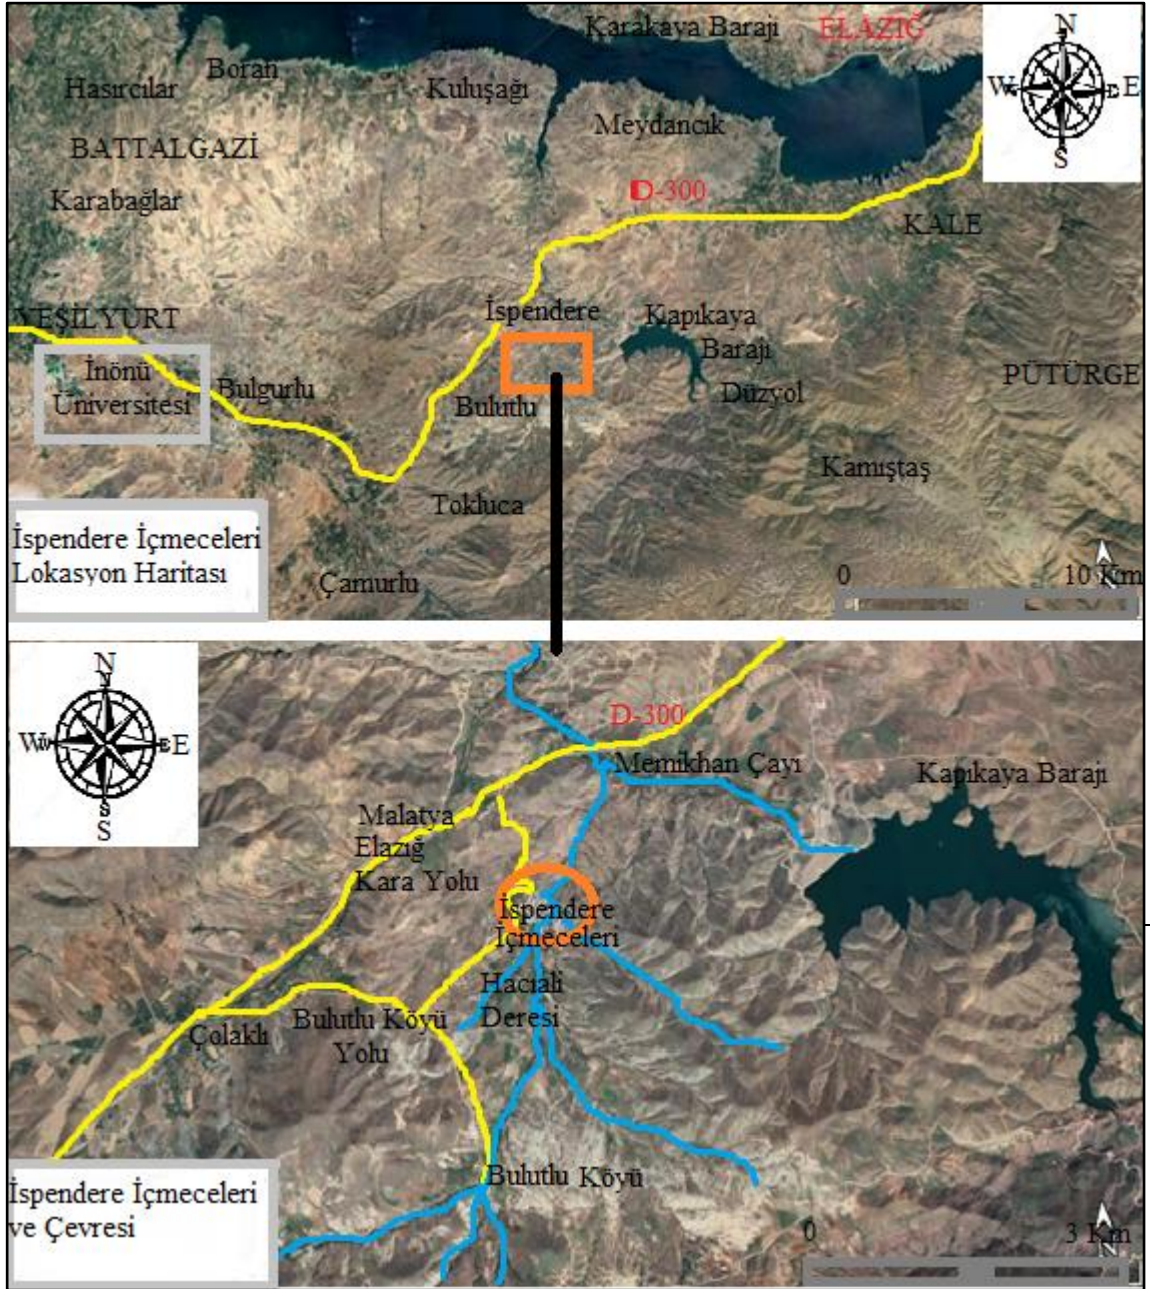 Karakaya Barajı
ELAZIĞ
N
Boran
Hasırcılar
Kuluşağı
W
E
Meydancık
BATTALGAZİ
S
D-300
Karabağlar
KALE
İspendere
Kapıkaya
Barajı
YEŞİLYURT
İnönü
Üniversitesi
Bulgurlu
PÜTÜRGE
Düzyol
Bulutlu
Kamıştaş
Tokluca
İspendere İçmeceleri
Lokasyon Haritası
Çamurlu
0
10 Km
N
N
W
E
S
S
D-300
Memikhan Çayı
Kapıkaya Barajı
Malatya
Elazığ
Kara Yolu
İspendere
İçmeceleri
Hacıali
Deresi
Çolaklı
Bulutlu Köyü
Yolu
Bulutlu Köyü
İspendere İçmeceleri
ve Çevresi
0
3 Km